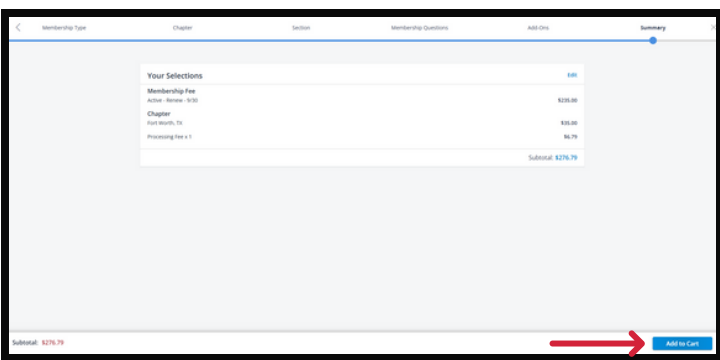 Membership Type Chapter Section Membership Questions Add-Ons Summary
Your Selections Edit
Membership Fee
Active - Renew - 9/30 $235.00
Chapter
Fort Worth, TX $35.00
Processing Fee x 1 $6.79
Subtotal: $276.79
Subtotal: $276.79 Add to Cart